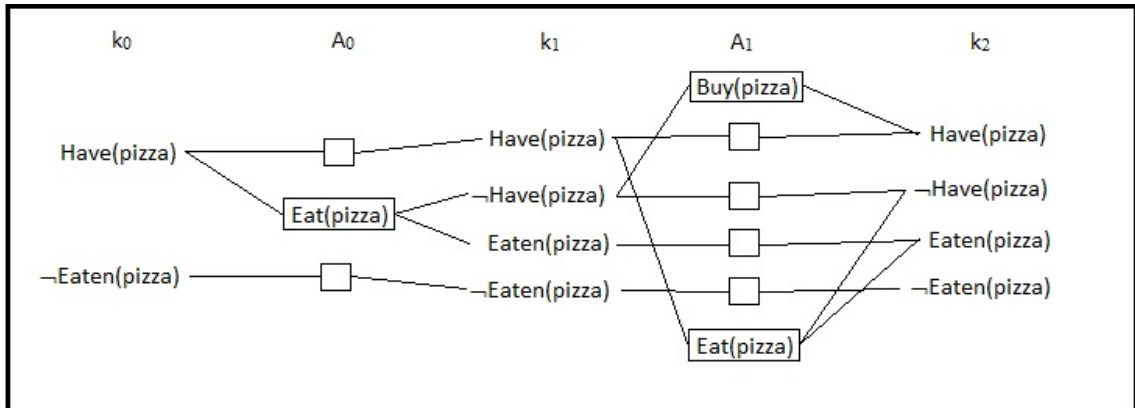 k₀ A₀ k₁ A₁ k₂
Buy(pizza)
Have(pizza) Have(pizza) Have(pizza)
¬Have(pizza) ¬Have(pizza)
Eat(pizza)
Eaten(pizza) Eaten(pizza)
¬Eaten(pizza) ¬Eaten(pizza) ¬Eaten(pizza)
Eat(pizza)